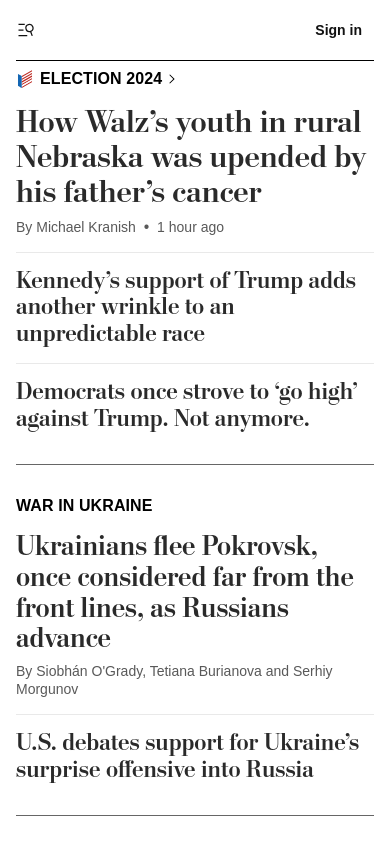 Sign in
ELECTION 2024
How Walz’s youth in rural
Nebraska was upended by
his father’s cancer
By Michael Kranish • 1 hour ago
Kennedy’s support of Trump adds
another wrinkle to an
unpredictable race
Democrats once strove to ‘go high’
against Trump. Not anymore.
WAR IN UKRAINE
Ukrainians flee Pokrovsk,
once considered far from the
front lines, as Russians
advance
By Siobhán O'Grady, Tetiana Burianova and Serhiy
Morgunov
U.S. debates support for Ukraine’s
surprise offensive into Russia